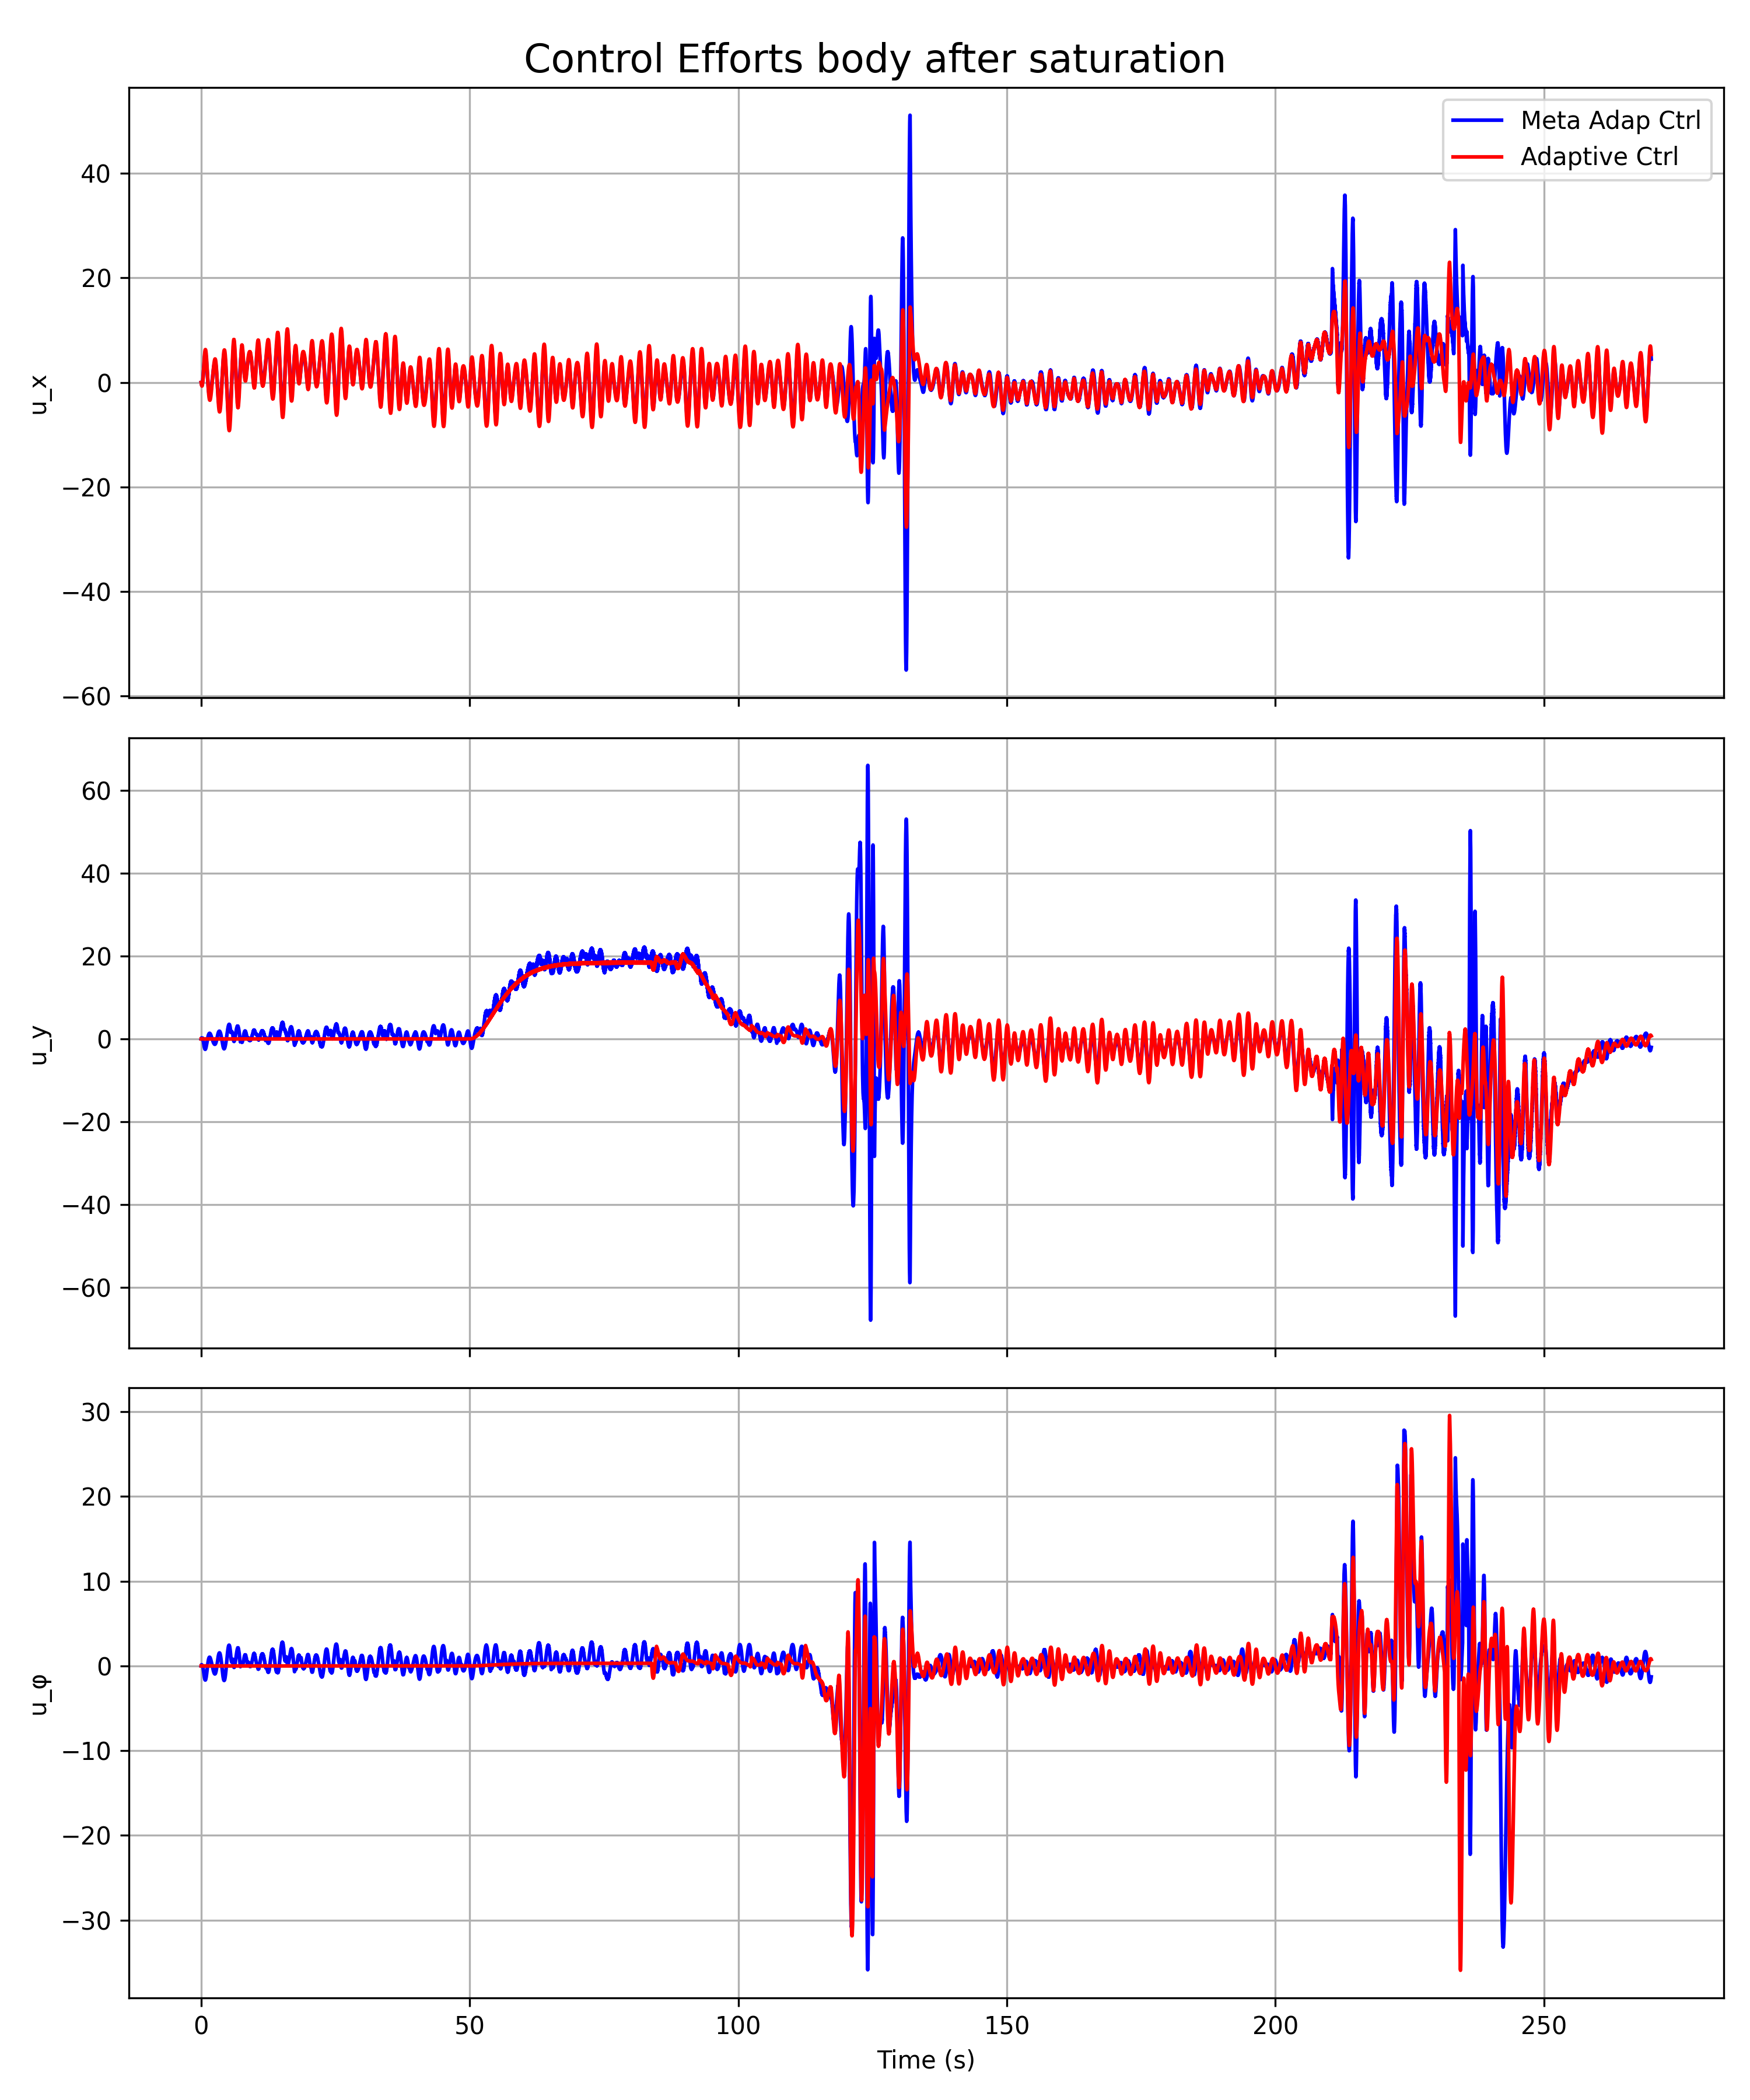 Control Efforts body after saturation
Meta Adap Ctrl
Adaptive Ctrl
40
20
0
−20
−40
−60
u_x
60
40
20
0
−20
−40
−60
u_y
30
20
10
0
−10
−20
−30
u_φ
0 50 100 150 200 250
Time (s)